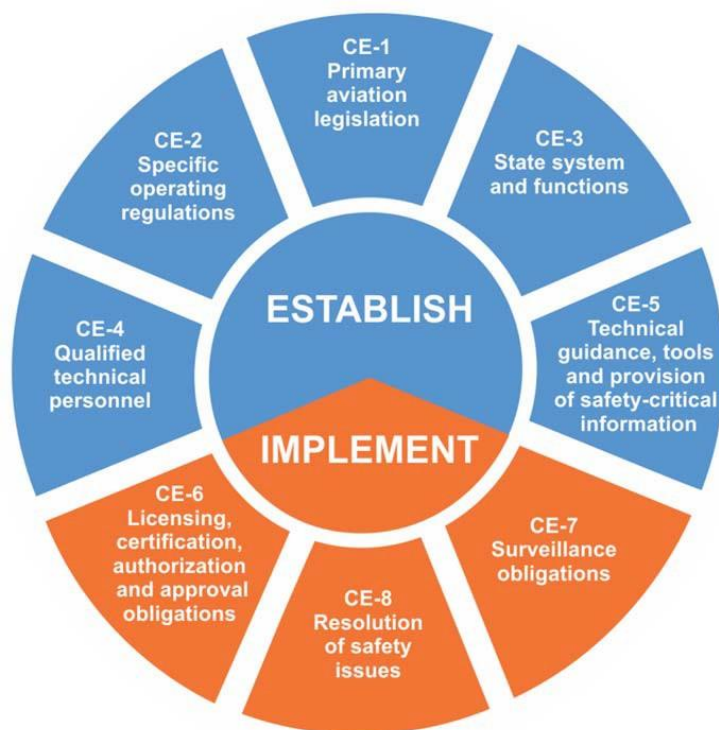 CE-1
Primary
aviation
legislation
CE-2
Specific
operating
regulations
CE-3
State system
and functions
CE-4
Qualified
technical
personnel
CE-5
Technical
guidance, tools
and provision
of safety-critical
information
ESTABLISH
IMPLEMENT
CE-6
Licensing,
certification,
authorization
and approval
obligations
CE-7
Surveillance
obligations
CE-8
Resolution
of safety
issues